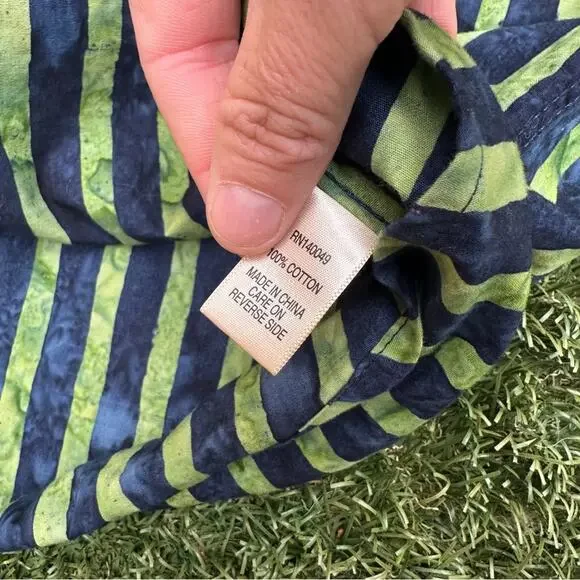 RN140049
100% COTTON
MADE IN CHINA
CARE ON
REVERSE SIDE